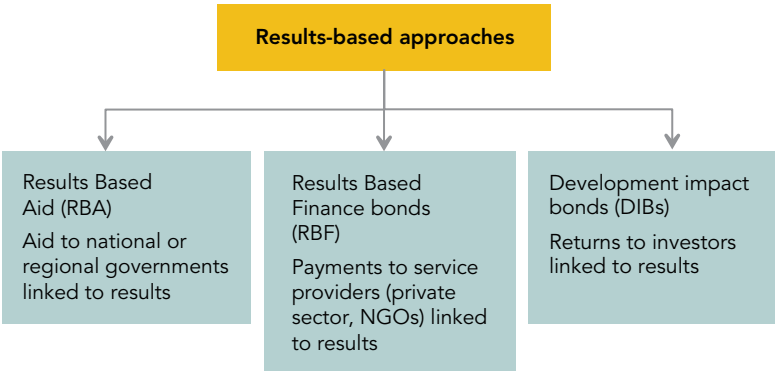 Results-based approaches
Results Based
Aid (RBA)
Aid to national or
regional governments
linked to results
Results Based
Finance bonds
(RBF)
Payments to service
providers (private
sector, NGOs) linked
to results
Development impact
bonds (DIBs)
Returns to investors
linked to results